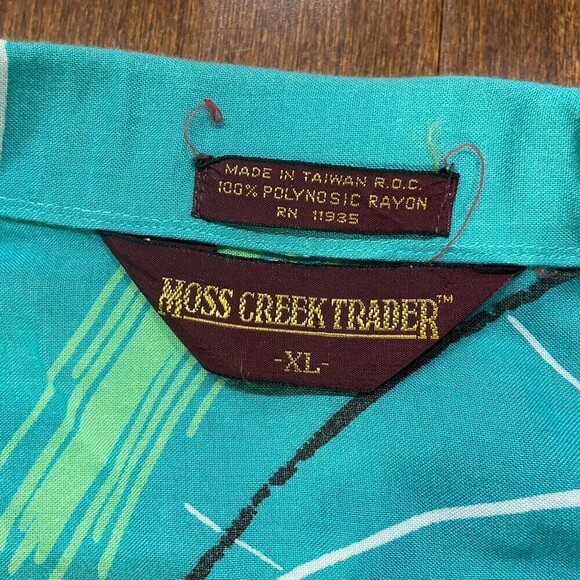 MADE IN TAIWAN R.O.C.
100% POLYNOSIC RAYON
RN 11935
MOSS CREEK TRADER™
-XL-